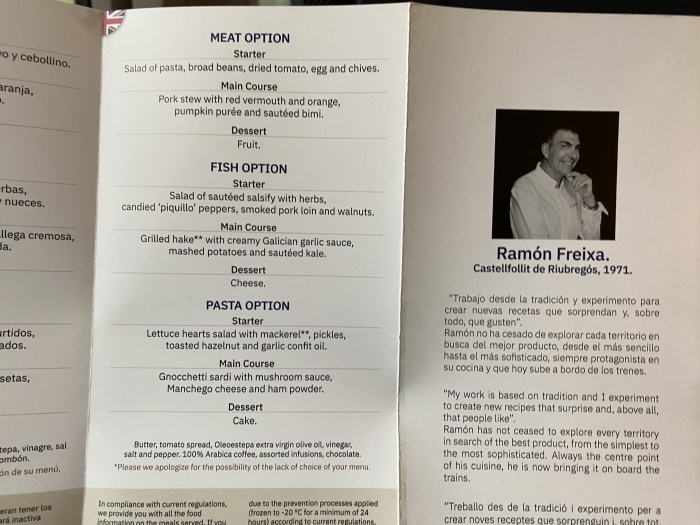 o y cebollino.
aranja,
rbas,
nueces.
llega cremosa,
da.
rtidos,
ados.
setas,
tepa, vinagre, sal
ombón.
ón de su menú.
eran tener los
rá inactiva
MEAT OPTION
Starter
Salad of pasta, broad beans, dried tomato, egg and chives.
Main Course
Pork stew with red vermouth and orange,
pumpkin purée and sautéed bimi.
Dessert
Fruit.
FISH OPTION
Starter
Salad of sautéed salsify with herbs,
candied 'piquillo' peppers, smoked pork loin and walnuts.
Main Course
Grilled hake** with creamy Galician garlic sauce,
mashed potatoes and sautéed kale.
Dessert
Cheese.
PASTA OPTION
Starter
Lettuce hearts salad with mackerel**, pickles,
toasted hazelnut and garlic confit oil.
Main Course
Gnocchetti sardi with mushroom sauce,
Manchego cheese and ham powder.
Dessert
Cake.
Butter, tomato spread, Oleoestepa extra virgin olive oil, vinegar,
salt and pepper. 100% Arabica coffee, assorted infusions, chocolate.
*Please we apologize for the possibility of the lack of choice of your menu.
In compliance with current regulations,
we provide you with all the food
information on the meals served. If you
due to the prevention processes applied
(frozen to -20 °C for a minimum of 24
hours) according to current regulations.
Ramón Freixa.
Castellfollit de Riubregós, 1971.
"Trabajo desde la tradición y experimento para
crear nuevas recetas que sorprendan y, sobre
todo, que gusten".
Ramón no ha cesado de explorar cada territorio en
busca del mejor producto, desde el más sencillo
hasta el más sofisticado, siempre protagonista en
su cocina y que hoy sube a bordo de los trenes.
"My work is based on tradition and I experiment
to create new recipes that surprise and, above all,
that people like".
Ramón has not ceased to explore every territory
in search of the best product, from the simplest to
the most sophisticated. Always the centre point
of his cuisine, he is now bringing it on board the
trains.
"Treballo des de la tradició i experimento per a
crear noves receptes que sorprenguin i, sobre tot,